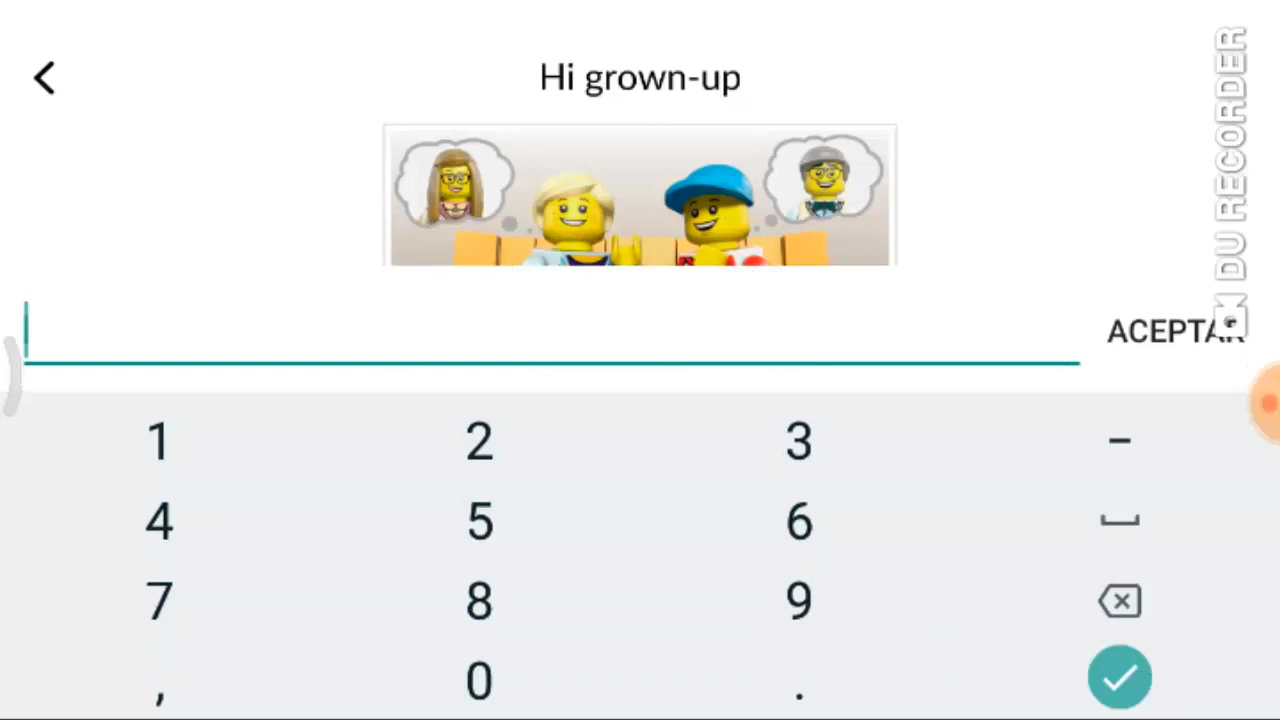 Hi grown-up
DU RECORDER
ACEPTAR
1 2 3 -
4 5 6
7 8 9
, 0 .